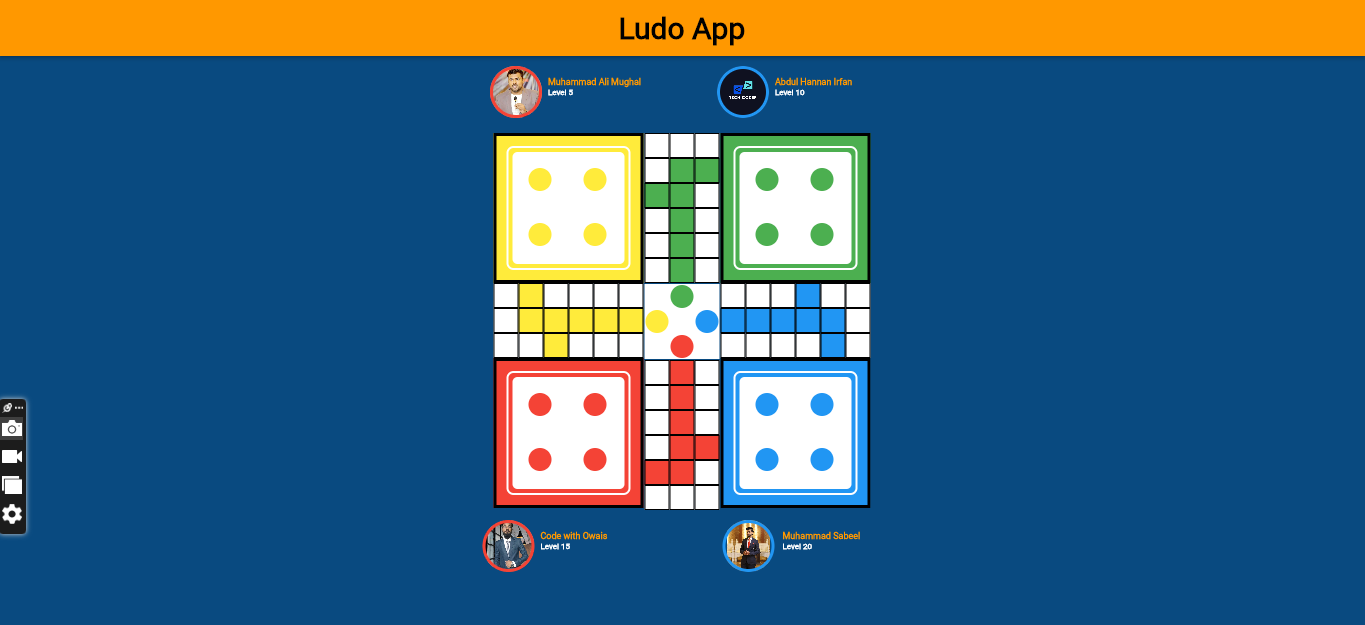 Ludo App
Muhammad Ali Mughal
Level 5
Abdul Hannan Irfan
Level 10
Code with Owais
Level 15
Muhammad Sabeel
Level 20